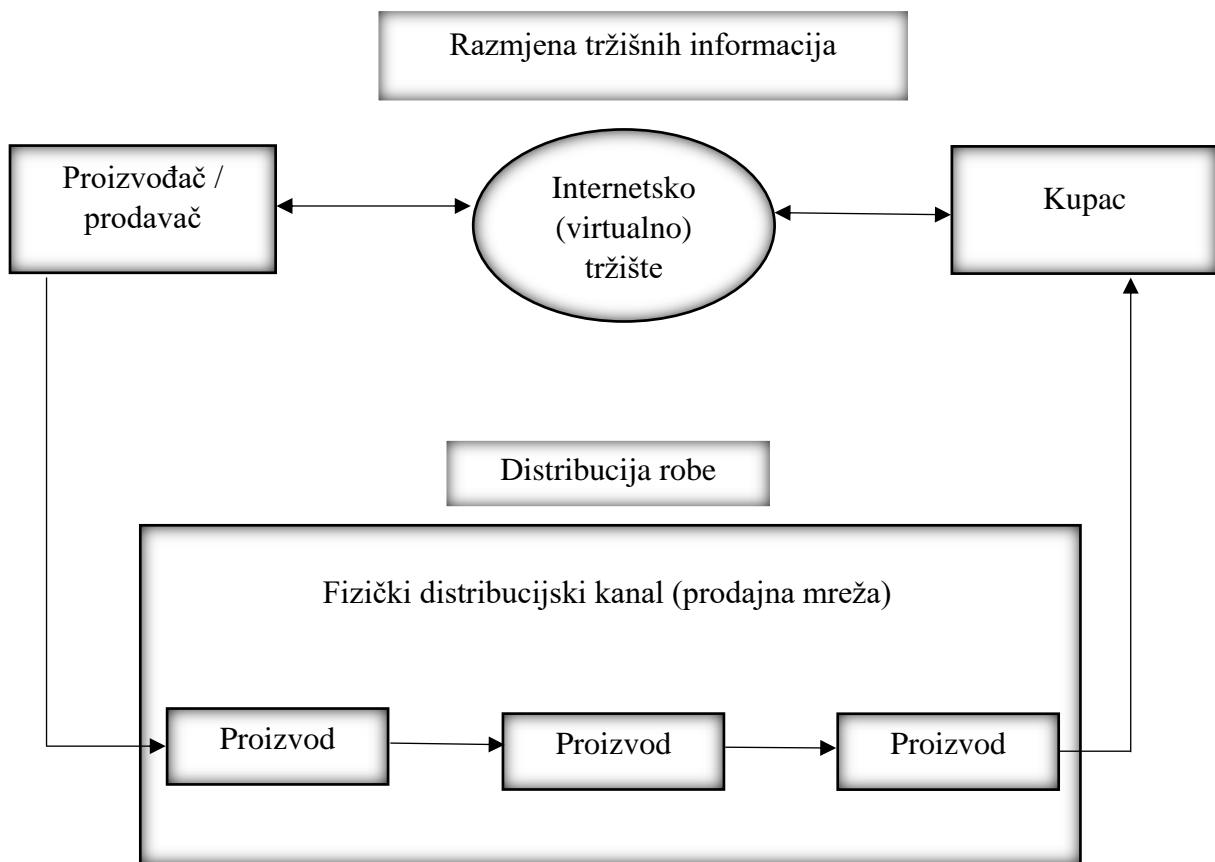 Razmjena tržišnih informacija
Proizvođač /
prodavač
Internetsko
(virtualno)
tržište
Kupac
Distribucija robe
Fizički distribucijski kanal (prodajna mreža)
Proizvod
Proizvod
Proizvod